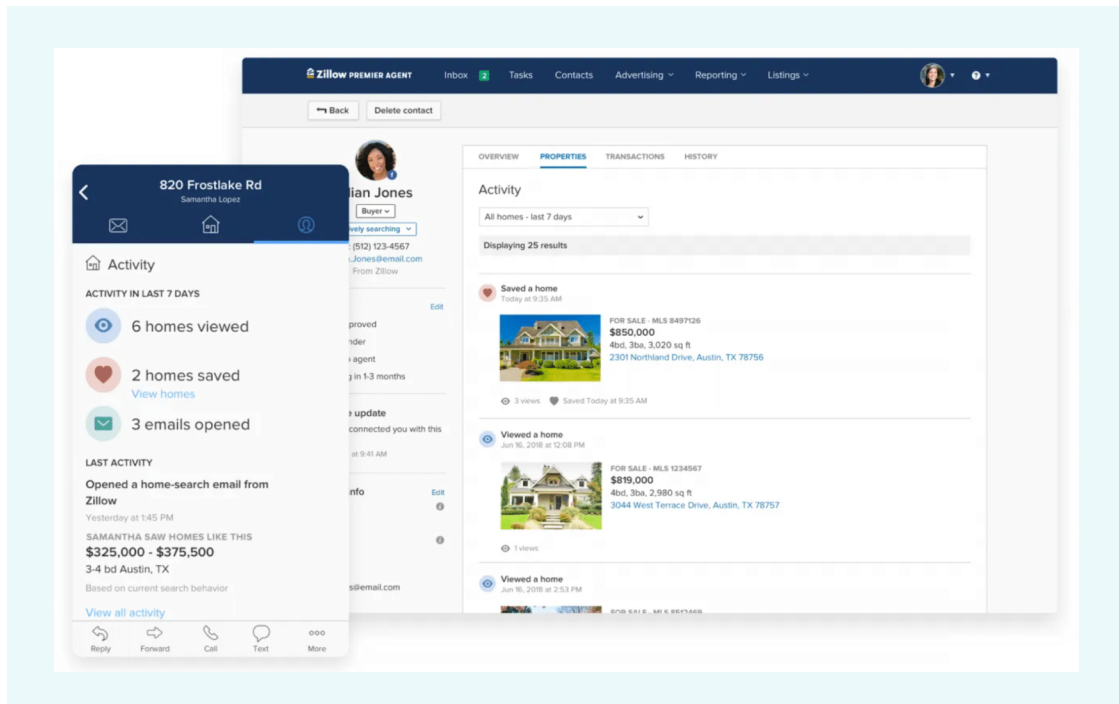 Zillow PREMIER AGENT
Inbox 2 Tasks Contacts Advertising Reporting Listings
?
Back Delete contact
lian Jones
Buyer
vely searching
: (512) 123-4567
.Jones@email.com
From Zillow
Edit
proved
nder
agent
g in 1-3 months
e update
connected you with this
at 9:41 AM
nfo Edit
s@email.com
OVERVIEW PROPERTIES TRANSACTIONS HISTORY
Activity
All homes - last 7 days
Displaying 25 results
Saved a home
Today at 9:35 AM
FOR SALE - MLS 8497126
$850,000
4bd, 3ba, 3,020 sq ft
2301 Northland Drive, Austin, TX 78756
3 views Saved Today at 9:35 AM
Viewed a home
Jun 16, 2018 at 12:08 PM
FOR SALE - MLS 1234567
$819,000
4bd, 3ba, 2,980 sq ft
3044 West Terrace Drive, Austin, TX 78757
1 views
Viewed a home
Jun 16, 2018 at 2:53 PM
FOR SALE - MLS 8512469
820 Frostlake Rd
Samantha Lopez
Activity
ACTIVITY IN LAST 7 DAYS
6 homes viewed
2 homes saved
View homes
3 emails opened
LAST ACTIVITY
Opened a home-search email from
Zillow
Yesterday at 1:45 PM
SAMANTHA SAW HOMES LIKE THIS
$325,000 - $375,500
3-4 bd Austin, TX
Based on current search behavior
View all activity
Reply Forward Call Text More